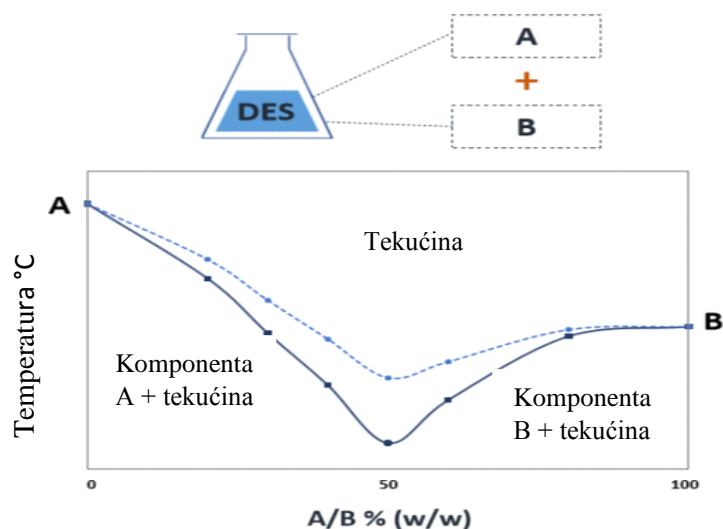 A
+
DES
B
A
Tekućina
B
Temperatura °C
Komponenta
A + tekućina
Komponenta
B + tekućina
0
50
100
A/B % (w/w)